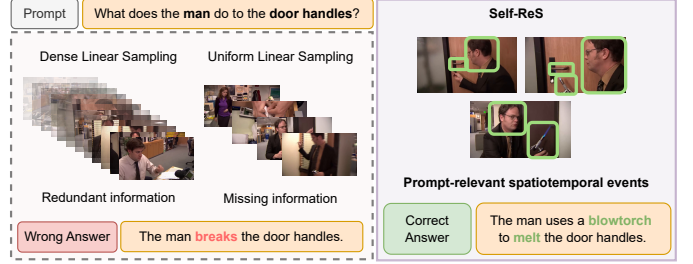 Prompt
What does the man do to the door handles?
Dense Linear Sampling
Uniform Linear Sampling
Redundant information
Missing information
Wrong Answer
The man breaks the door handles.
Self-ReS
Prompt-relevant spatiotemporal events
Correct
Answer
The man uses a blowtorch
to melt the door handles.